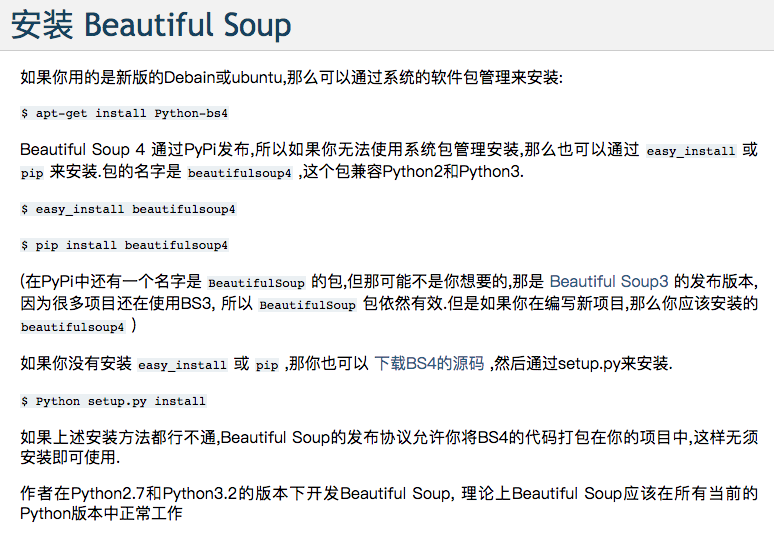 安装 Beautiful Soup
如果你用的是新版的Debain或ubuntu,那么可以通过系统的软件包管理来安装:
$ apt-get install Python-bs4
Beautiful Soup 4 通过PyPi发布,所以如果你无法使用系统包管理安装,那么也可以通过 easy_install 或
pip 来安装.包的名字是 beautifulsoup4 ,这个包兼容Python2和Python3.
$ easy_install beautifulsoup4
$ pip install beautifulsoup4
(在PyPi中还有一个名字是 BeautifulSoup 的包,但那可能不是你想要的,那是 Beautiful Soup3 的发布版本,
因为很多项目还在使用BS3, 所以 BeautifulSoup 包依然有效.但是如果你在编写新项目,那么你应该安装的
beautifulsoup4 )
如果你没有安装 easy_install 或 pip ,那你也可以 下载BS4的源码 ,然后通过setup.py来安装.
$ Python setup.py install
如果上述安装方法都行不通,Beautiful Soup的发布协议允许你将BS4的代码打包在你的项目中,这样无须
安装即可使用.
作者在Python2.7和Python3.2的版本下开发Beautiful Soup, 理论上Beautiful Soup应该在所有当前的
Python版本中正常工作